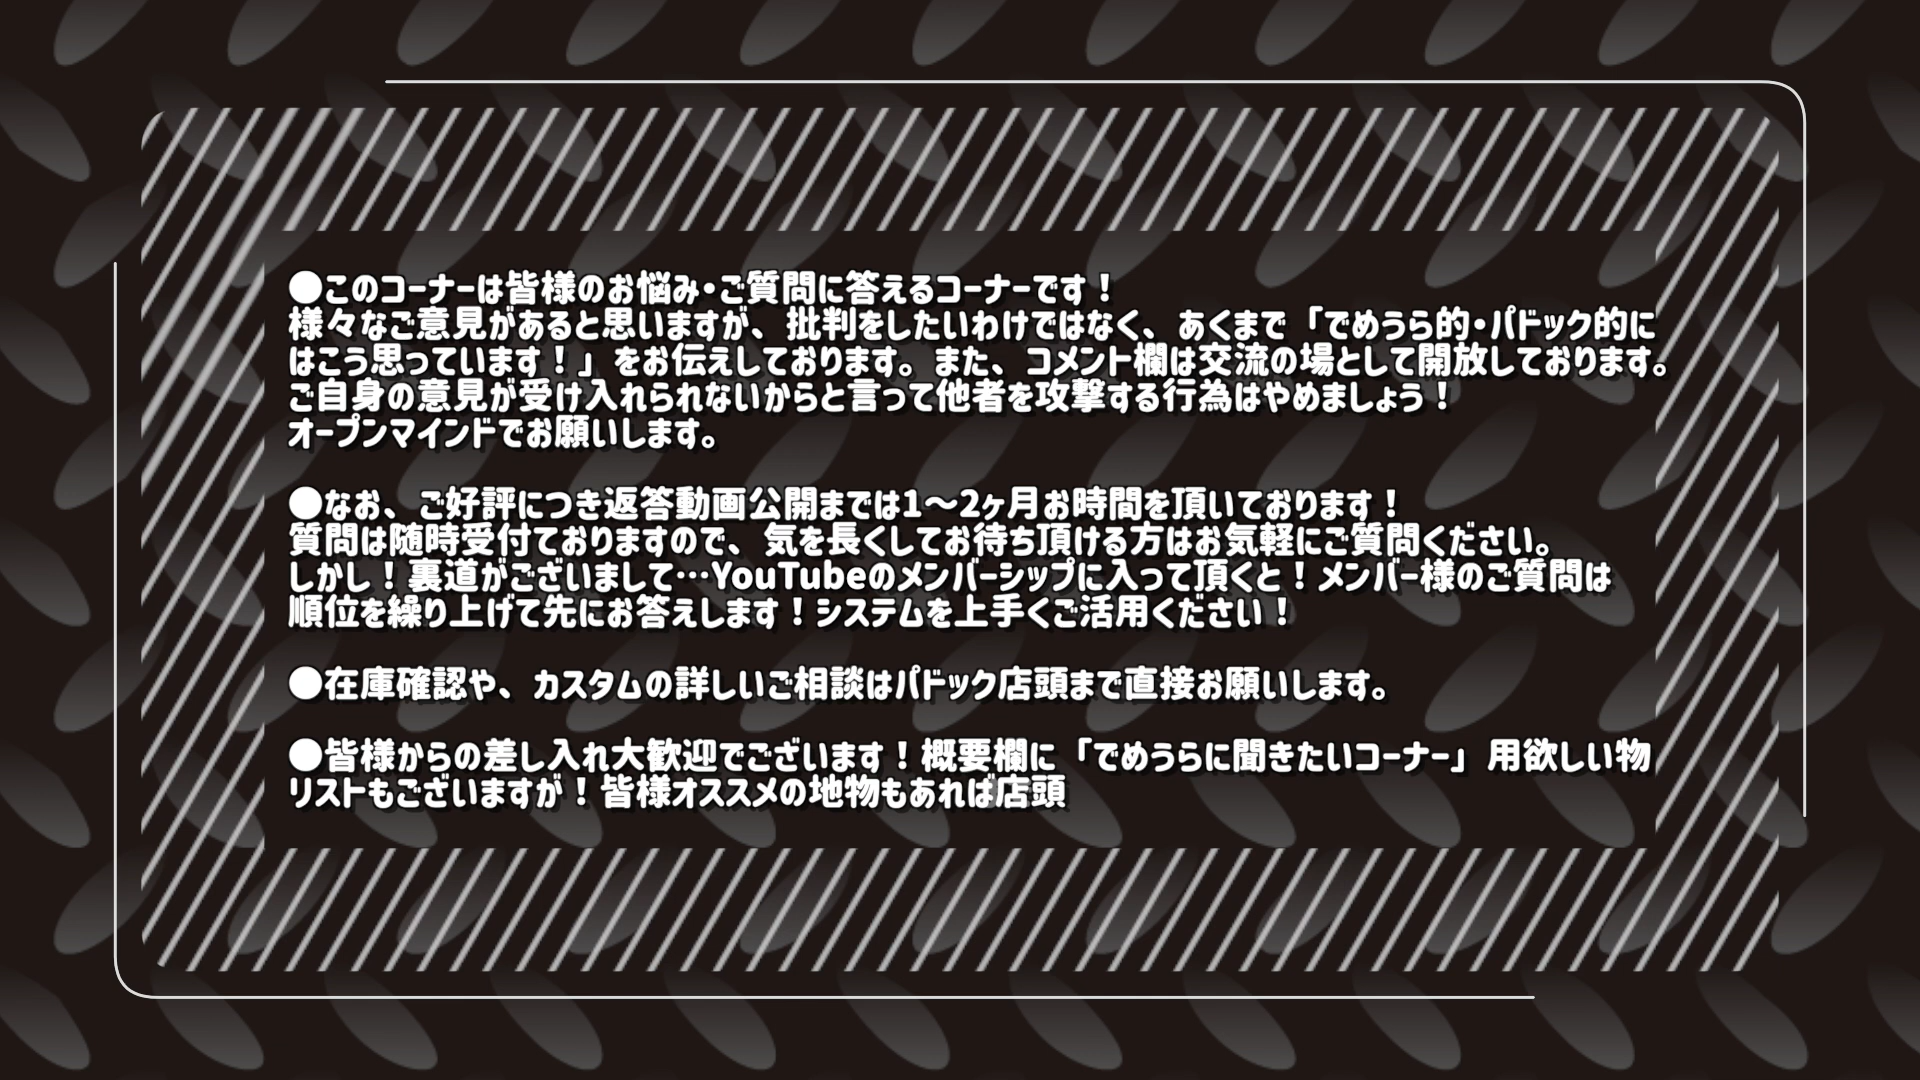 ●このコーナーは皆様のお悩み・ご質問に答えるコーナーです！
様々なご意見があると思いますが、批判をしたいわけではなく、あくまで「でめうら的・パドック的に
はこう思っています！」をお伝えしております。また、コメント欄は交流の場として開放しております。
ご自身の意見が受け入れられないからと言って他者を攻撃する行為はやめましょう！
オープンマインドでお願いします。
●なお、ご好評につき返答動画公開までは1～2ヶ月お時間を頂いております！
質問は随時受付ておりますので、気を長くしてお待ち頂ける方はお気軽にご質問ください。
しかし！裏道がございまして…YouTubeのメンバーシップに入って頂くと！メンバー様のご質問は
順位を繰り上げて先にお答えします！システムを上手くご活用ください！
●在庫確認や、カスタムの詳しいご相談はパドック店頭まで直接お願いします。
●皆様からの差し入れ大歓迎でございます！概要欄に「でめうらに聞きたいコーナー」用欲しい物
リストもございますが！皆様オススメの地物もあれば店頭